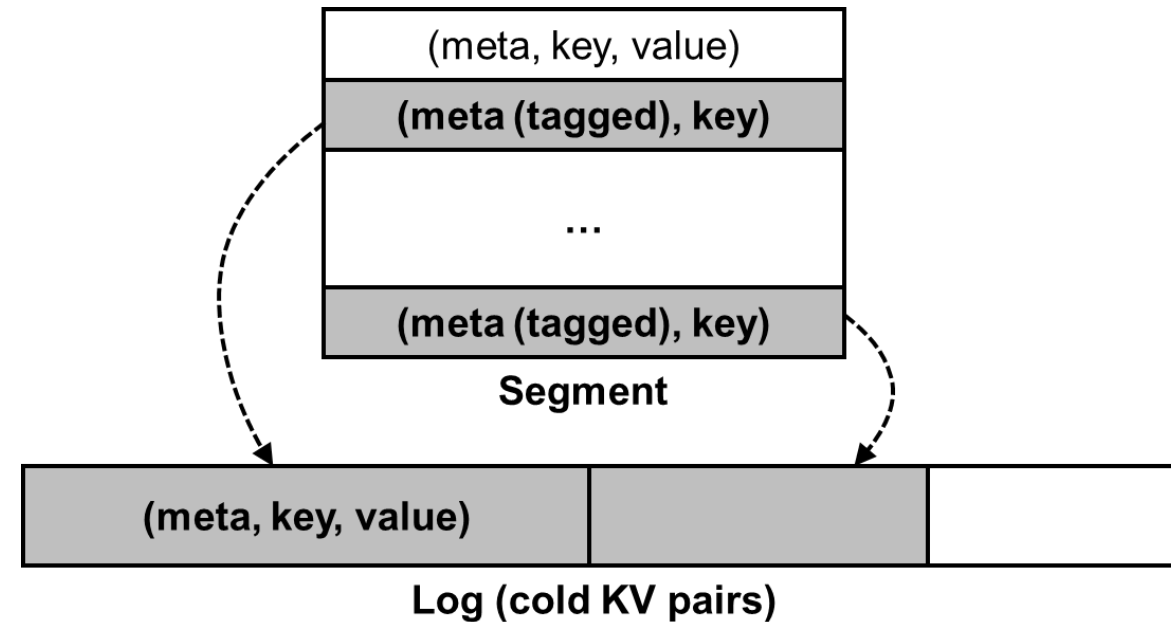 (meta, key, value)
(meta (tagged), key)
...
(meta (tagged), key)
Segment
(meta, key, value)
Log (cold KV pairs)